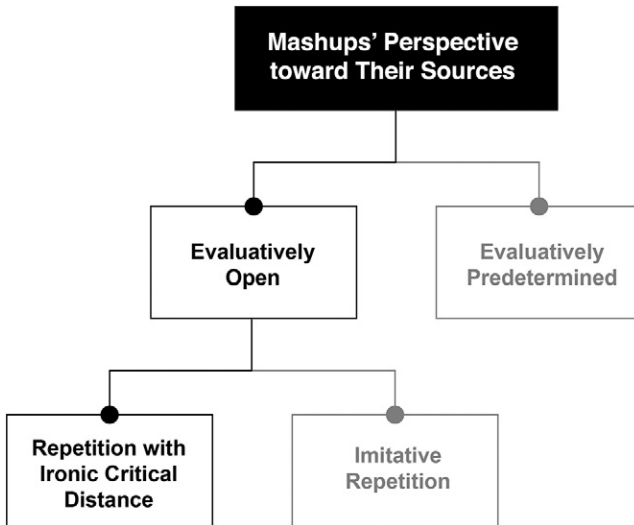 Mashups' Perspective
toward Their Sources
Evaluatively
Open
Evaluatively
Predetermined
Repetition with
Ironic Critical
Distance
Imitative
Repetition